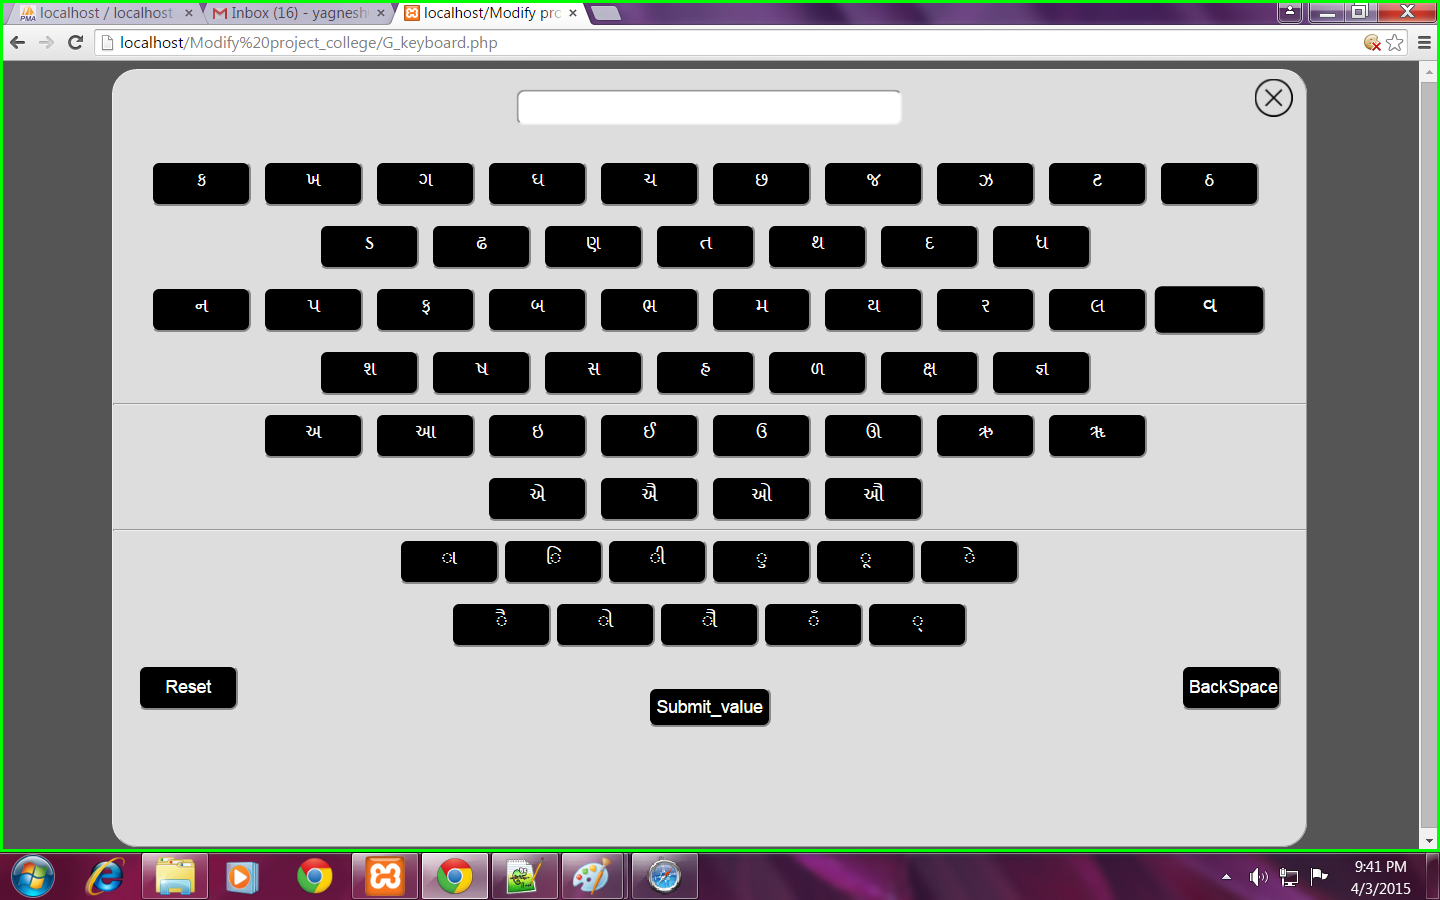 localhost / localhost
Inbox (16) - yagnesh
localhost/Modify pro
localhost/Modify%20project_college/G_keyboard.php
ક ખ ગ ઘ ચ છ જ ઝ ટ ઠ
ડ ઢ ણ ત થ દ ધ
ન પ ફ બ ભ મ ય ર લ વ
શ ષ સ હ ળ ક્ષ જ્ઞ
અ આ ઇ ઈ ઉ ઊ ઋ ૠ
એ ઐ ઓ ઔ
ા િ ી ુ ૂ ે
ૈ ો ૌ ઁ ્
Reset
Submit_value
BackSpace
9:41 PM
4/3/2015